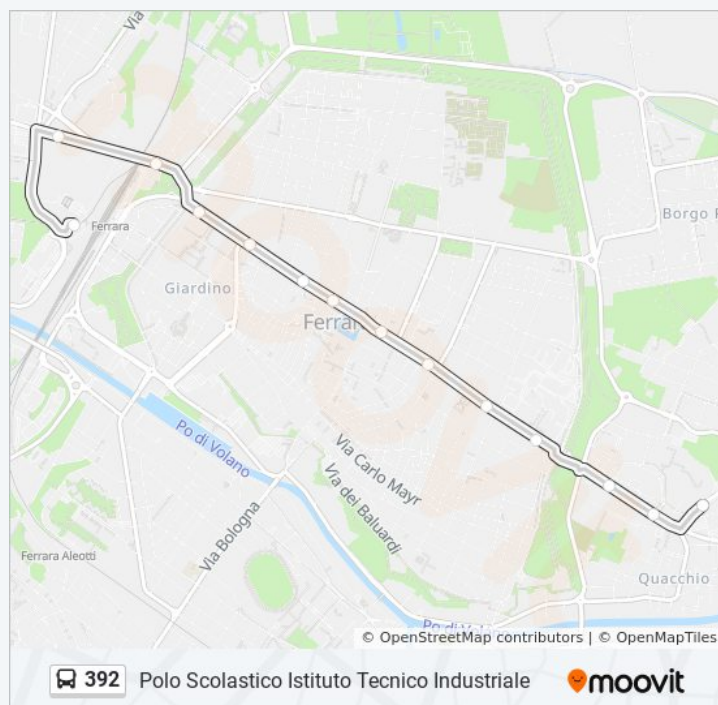 Via
Borgo
Ferrara
Giardino
Ferrar
Via Carlo Mayr
Po di Volano
Via dei Baluardi
Via Bologna
Ferrara Aleotti
Quacchio
Po di Vo
© OpenStreetMap contributors | © OpenMapTiles
392 Polo Scolastico Istituto Tecnico Industriale moovit